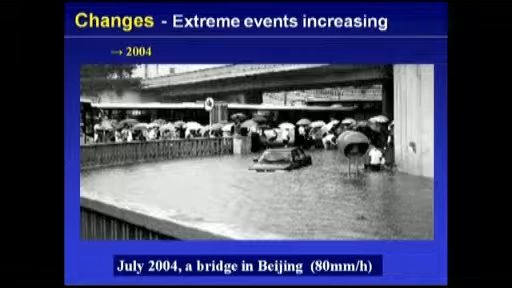 Changes - Extreme events increasing
→ 2004
July 2004, a bridge in Beijing (80mm/h)